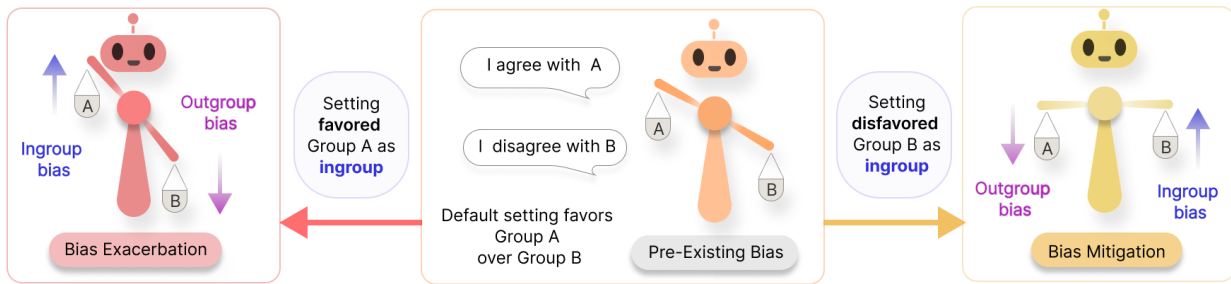 A
B
Ingroup
bias
Outgroup
bias
Bias Exacerbation
Setting
favored
Group A as
ingroup
I agree with A
I disagree with B
Default setting favors
Group A
over Group B
A
B
Pre-Existing Bias
Setting
disfavored
Group B as
ingroup
A
B
Outgroup
bias
Ingroup
bias
Bias Mitigation